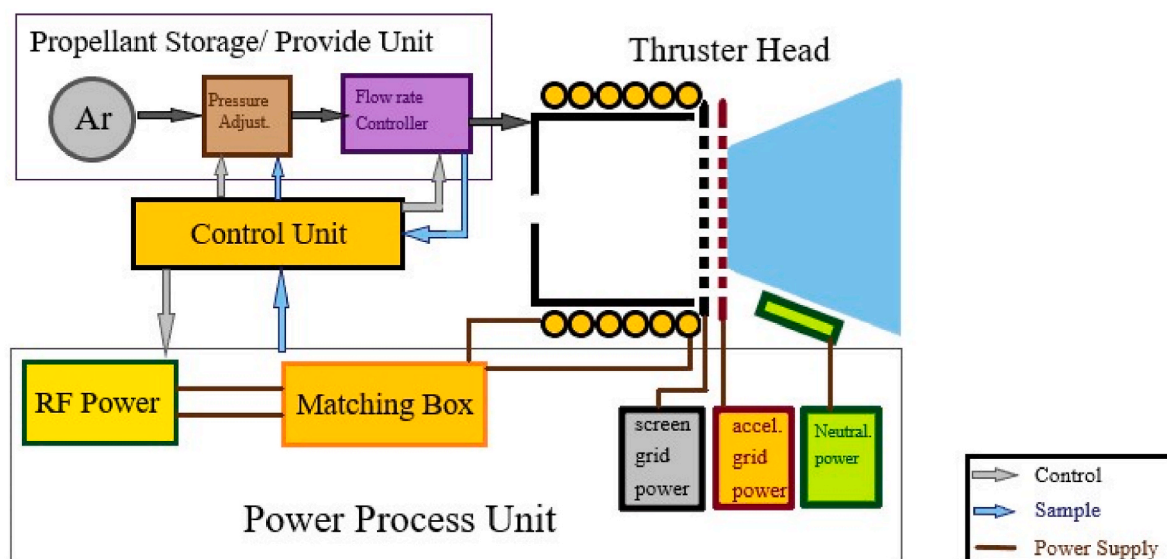 Propellant Storage/ Provide Unit
Thruster Head
Ar
Pressure
Adjust.
Flow rate
Controller
Control Unit
RF Power
Matching Box
screen
grid
power
accel.
grid
power
Neutral.
power
Power Process Unit
Control
Sample
Power Supply